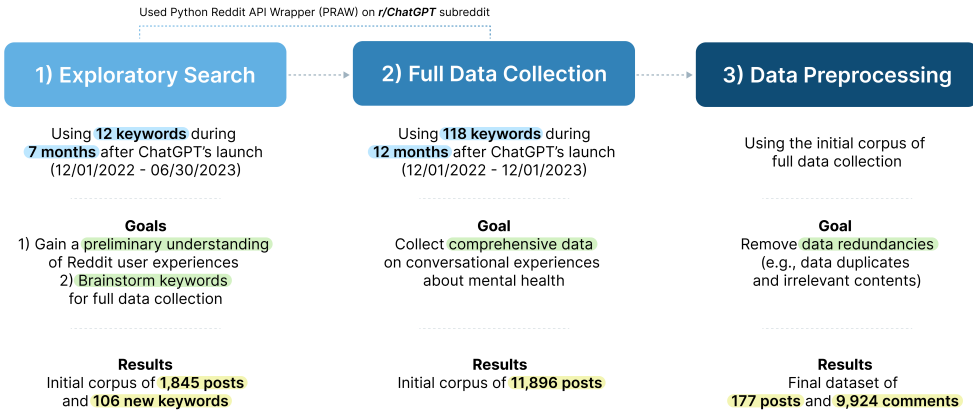 Used Python Reddit API Wrapper (PRAW) on r/ChatGPT subreddit
1) Exploratory Search
Using 12 keywords during
7 months after ChatGPT's launch
(12/01/2022 - 06/30/2023)
Goals
1) Gain a preliminary understanding
of Reddit user experiences
2) Brainstorm keywords
for full data collection
Results
Initial corpus of 1,845 posts
and 106 new keywords
2) Full Data Collection
Using 118 keywords during
12 months after ChatGPT's launch
(12/01/2022 - 12/01/2023)
Goal
Collect comprehensive data
on conversational experiences
about mental health
Results
Initial corpus of 11,896 posts
3) Data Preprocessing
Using the initial corpus of
full data collection
Goal
Remove data redundancies
(e.g., data duplicates
and irrelevant contents)
Results
Final dataset of
177 posts and 9,924 comments